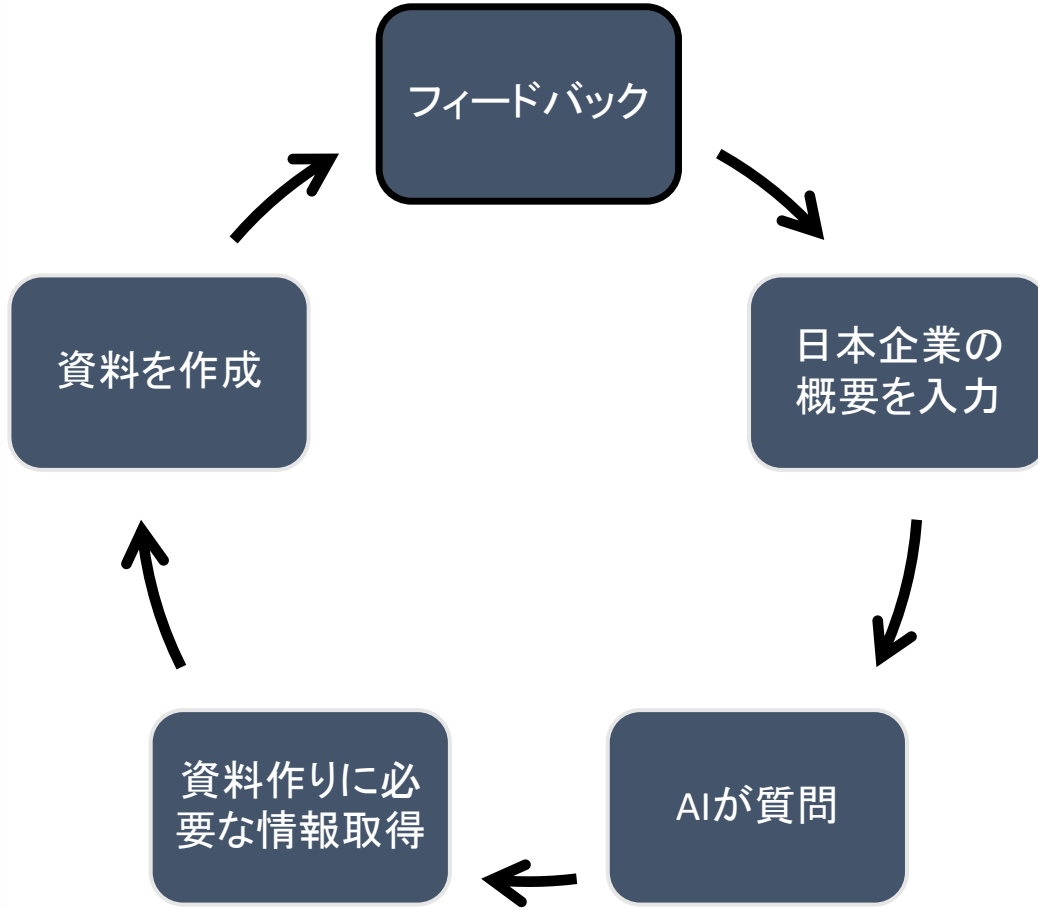 フィードバック
日本企業の
概要を入力
AIが質問
資料作りに必
要な情報取得
資料を作成